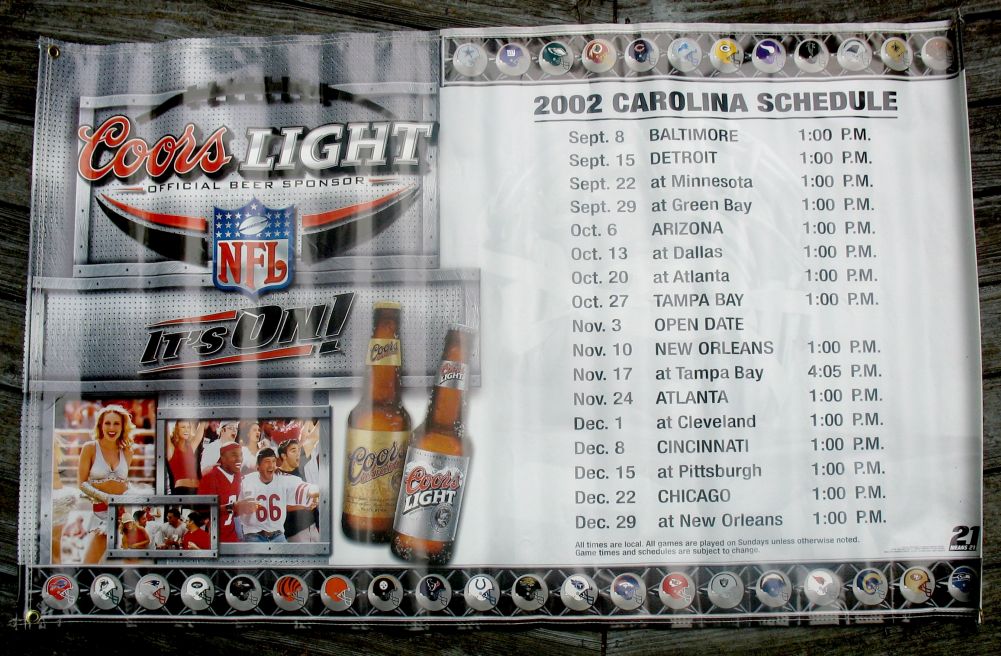 Coors LIGHT
OFFICIAL BEER SPONSOR
NFL
IT'S ON!
Coors
Coors
LIGHT
Coors
Coors
LIGHT
66
2002 CAROLINA SCHEDULE
Sept. 8 BALTIMORE 1:00 P.M.
Sept. 15 DETROIT 1:00 P.M.
Sept. 22 at Minnesota 1:00 P.M.
Sept. 29 at Green Bay 1:00 P.M.
Oct. 6 ARIZONA 1:00 P.M.
Oct. 13 at Dallas 1:00 P.M.
Oct. 20 at Atlanta 1:00 P.M.
Oct. 27 TAMPA BAY 1:00 P.M.
Nov. 3 OPEN DATE
Nov. 10 NEW ORLEANS 1:00 P.M.
Nov. 17 at Tampa Bay 4:05 P.M.
Nov. 24 ATLANTA 1:00 P.M.
Dec. 1 at Cleveland 1:00 P.M.
Dec. 8 CINCINNATI 1:00 P.M.
Dec. 15 at Pittsburgh 1:00 P.M.
Dec. 22 CHICAGO 1:00 P.M.
Dec. 29 at New Orleans 1:00 P.M.
All times are local. All games are played on Sundays unless otherwise noted.
Game times and schedules are subject to change.
21
MEANS 21